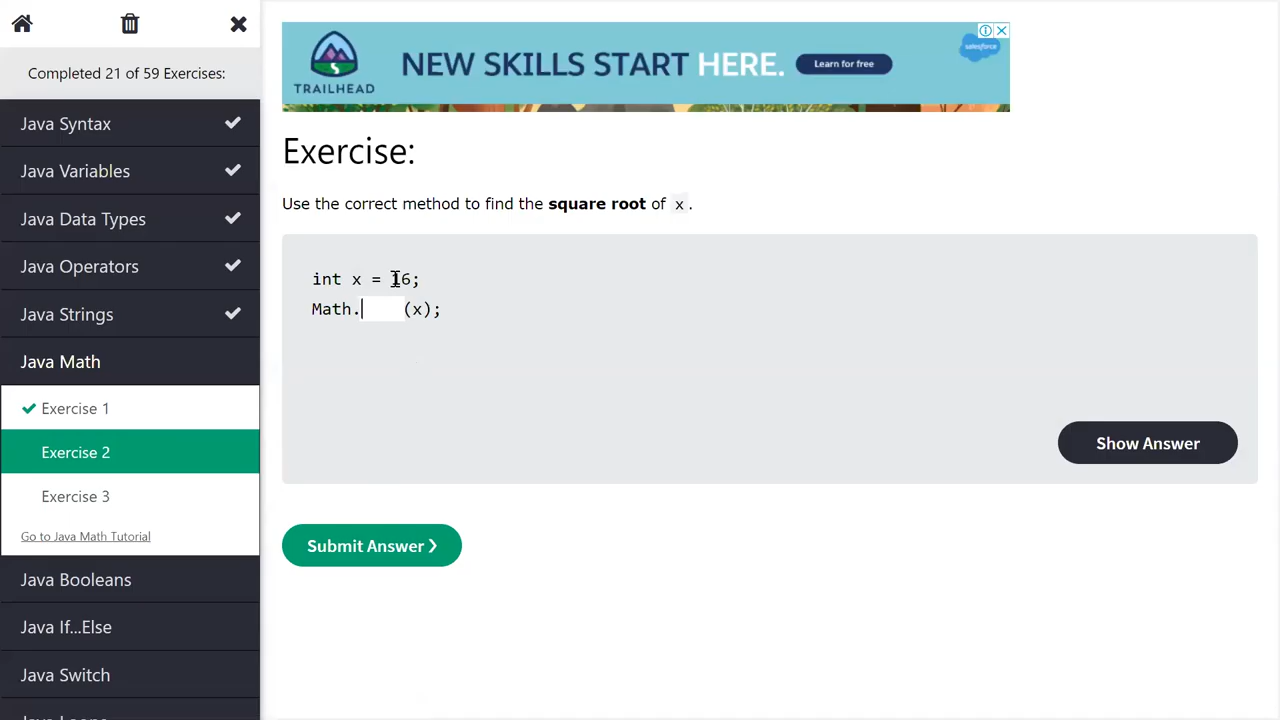 Completed 21 of 59 Exercises:
Java Syntax
Java Variables
Java Data Types
Java Operators
Java Strings
Java Math
Exercise 1
Exercise 2
Exercise 3
Go to Java Math Tutorial
Java Booleans
Java If...Else
Java Switch
TRAILHEAD
NEW SKILLS START HERE.
Learn for free
salesforce
Exercise:
Use the correct method to find the square root of x.
int x = 16;
Math. (x);
Show Answer
Submit Answer ❯